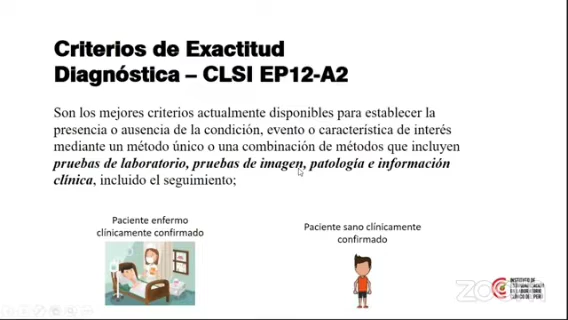 Criterios de Exactitud
Diagnóstica – CLSI EP12-A2
Son los mejores criterios actualmente disponibles para establecer la
presencia o ausencia de la condición, evento o característica de interés
mediante un método único o una combinación de métodos que incluyen
pruebas de laboratorio, pruebas de imagen, patología e información
clínica, incluido el seguimiento;
Paciente enfermo
clínicamente confirmado
Paciente sano clínicamente
confirmado
zoom